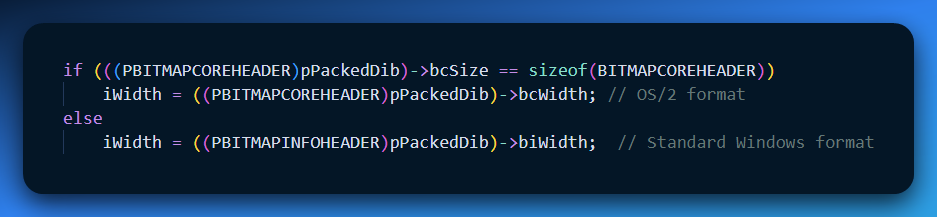 if (((PBITMAPCOREHEADER)pPackedDib)->bcSize == sizeof(BITMAPCOREHEADER))
    iWidth = ((PBITMAPCOREHEADER)pPackedDib)->bcWidth; // OS/2 format
else
    iWidth = ((PBITMAPINFOHEADER)pPackedDib)->biWidth;  // Standard Windows format